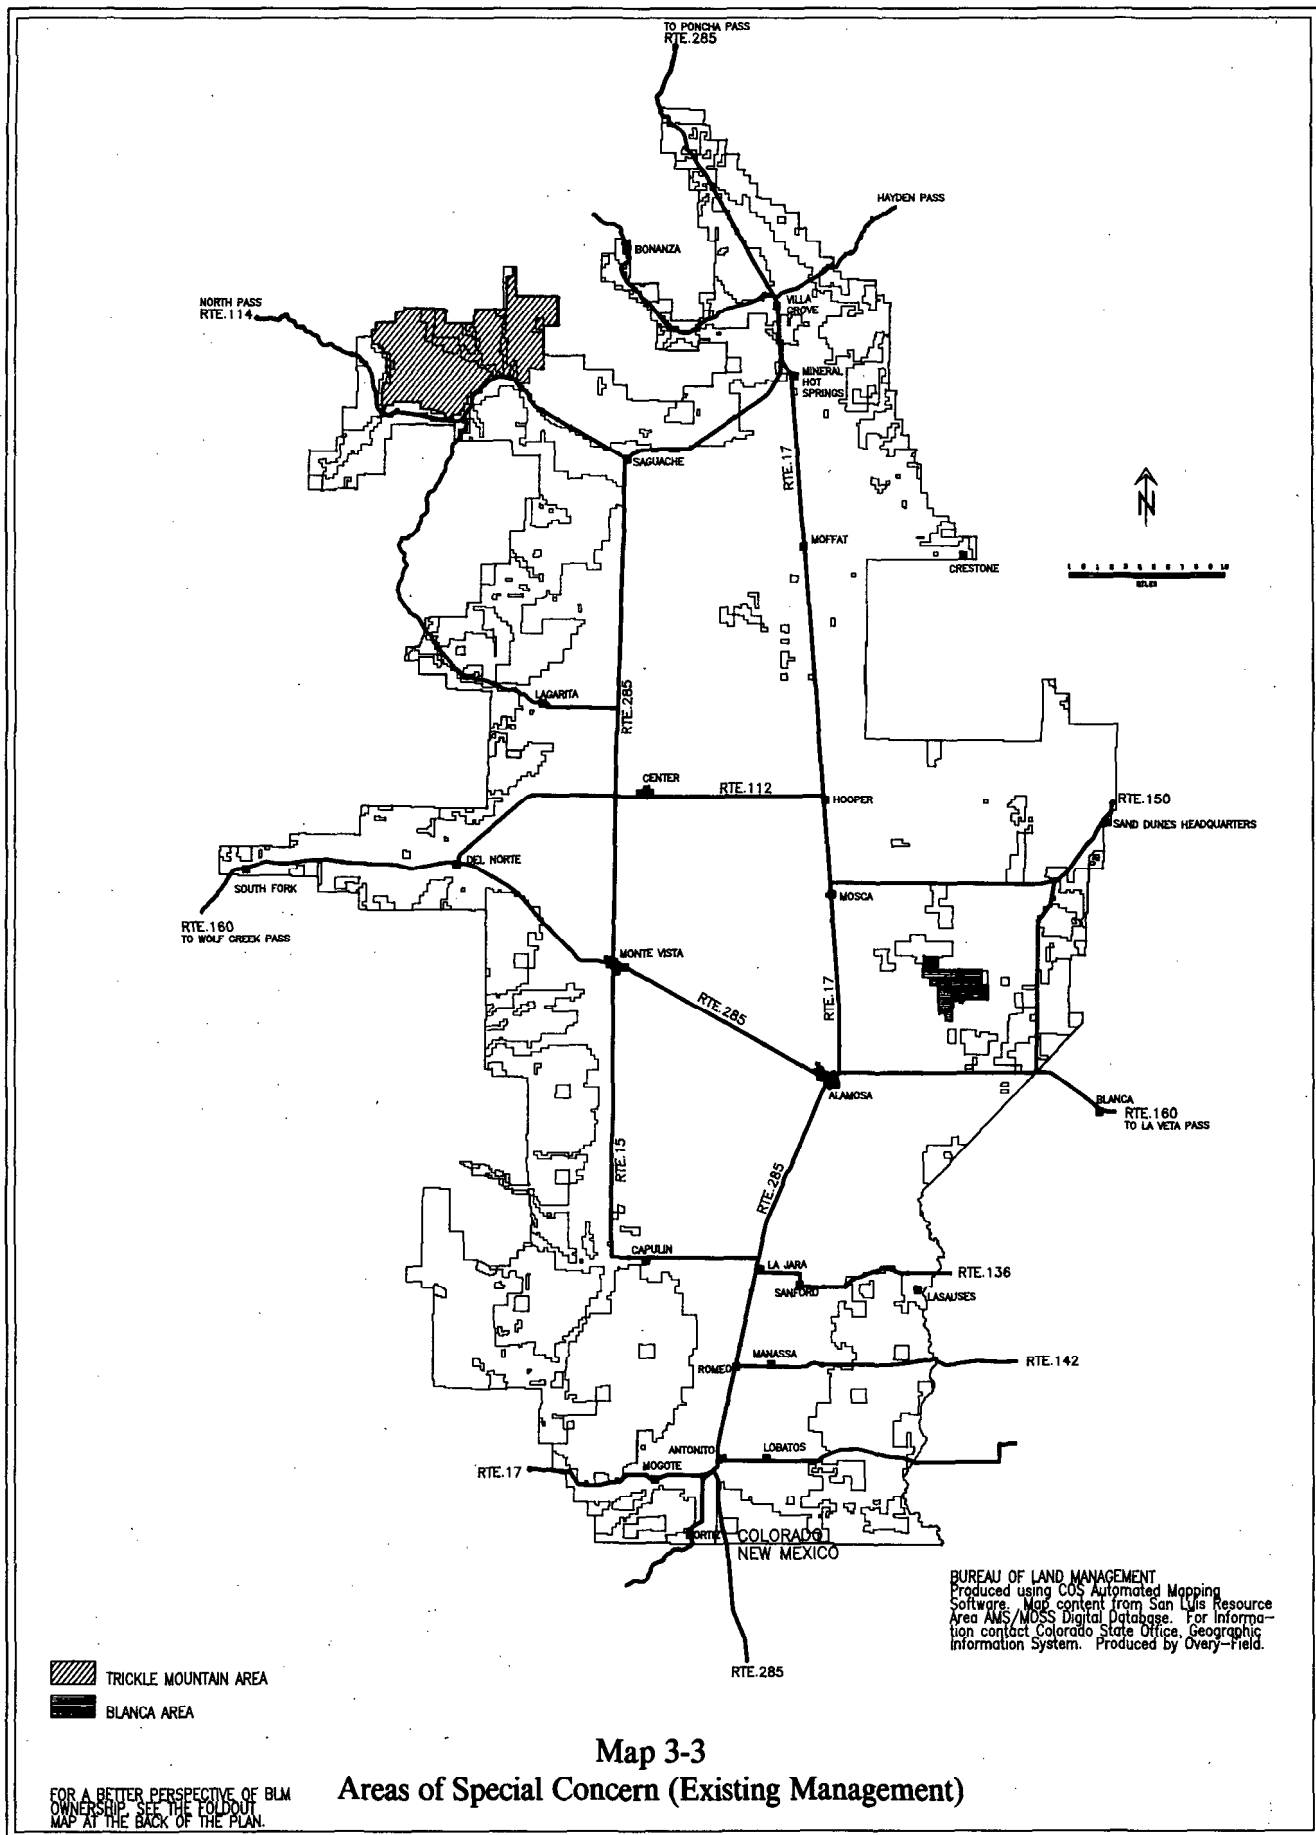 TO PONCHA PASS
RTE.285
HAYDEN PASS
BONANZA
NORTH PASS
RTE.114
VILLA
GROVE
MINERAL
HOT
SPRINGS
SAGUACHE
RTE.17
N
MOFFAT
CRESTONE
MILES
LAGARITA
RTE.285
CENTER
RTE.112
HOOPER
RTE.150
SAND DUNES HEADQUARTERS
DEL NORTE
SOUTH FORK
MOSCA
RTE.160
TO WOLF CREEK PASS
MONTE VISTA
RTE.285
RTE.17
ALAMOSA
BLANCA
RTE.160
TO LA VETA PASS
RTE.15
RTE.285
CAPULIN
LA JARA
RTE.136
SANFORD
LASAUSES
MANASSA
ROMEO
RTE.142
ANTONITO
LOBATOS
MOGOTE
RTE.17
ORTIZ
COLORADO
NEW MEXICO
RTE.285
BUREAU OF LAND MANAGEMENT
Produced using COS Automated Mapping
Software. Map content from San Luis Resource
Area AMS/MOSS Digital Database. For Informa-
tion contact Colorado State Office, Geographic
Information System. Produced by Overy-Field.
TRICKLE MOUNTAIN AREA
BLANCA AREA
Map 3-3
Areas of Special Concern (Existing Management)
FOR A BETTER PERSPECTIVE OF BLM
OWNERSHIP, SEE THE FOLDOUT
MAP AT THE BACK OF THE PLAN.